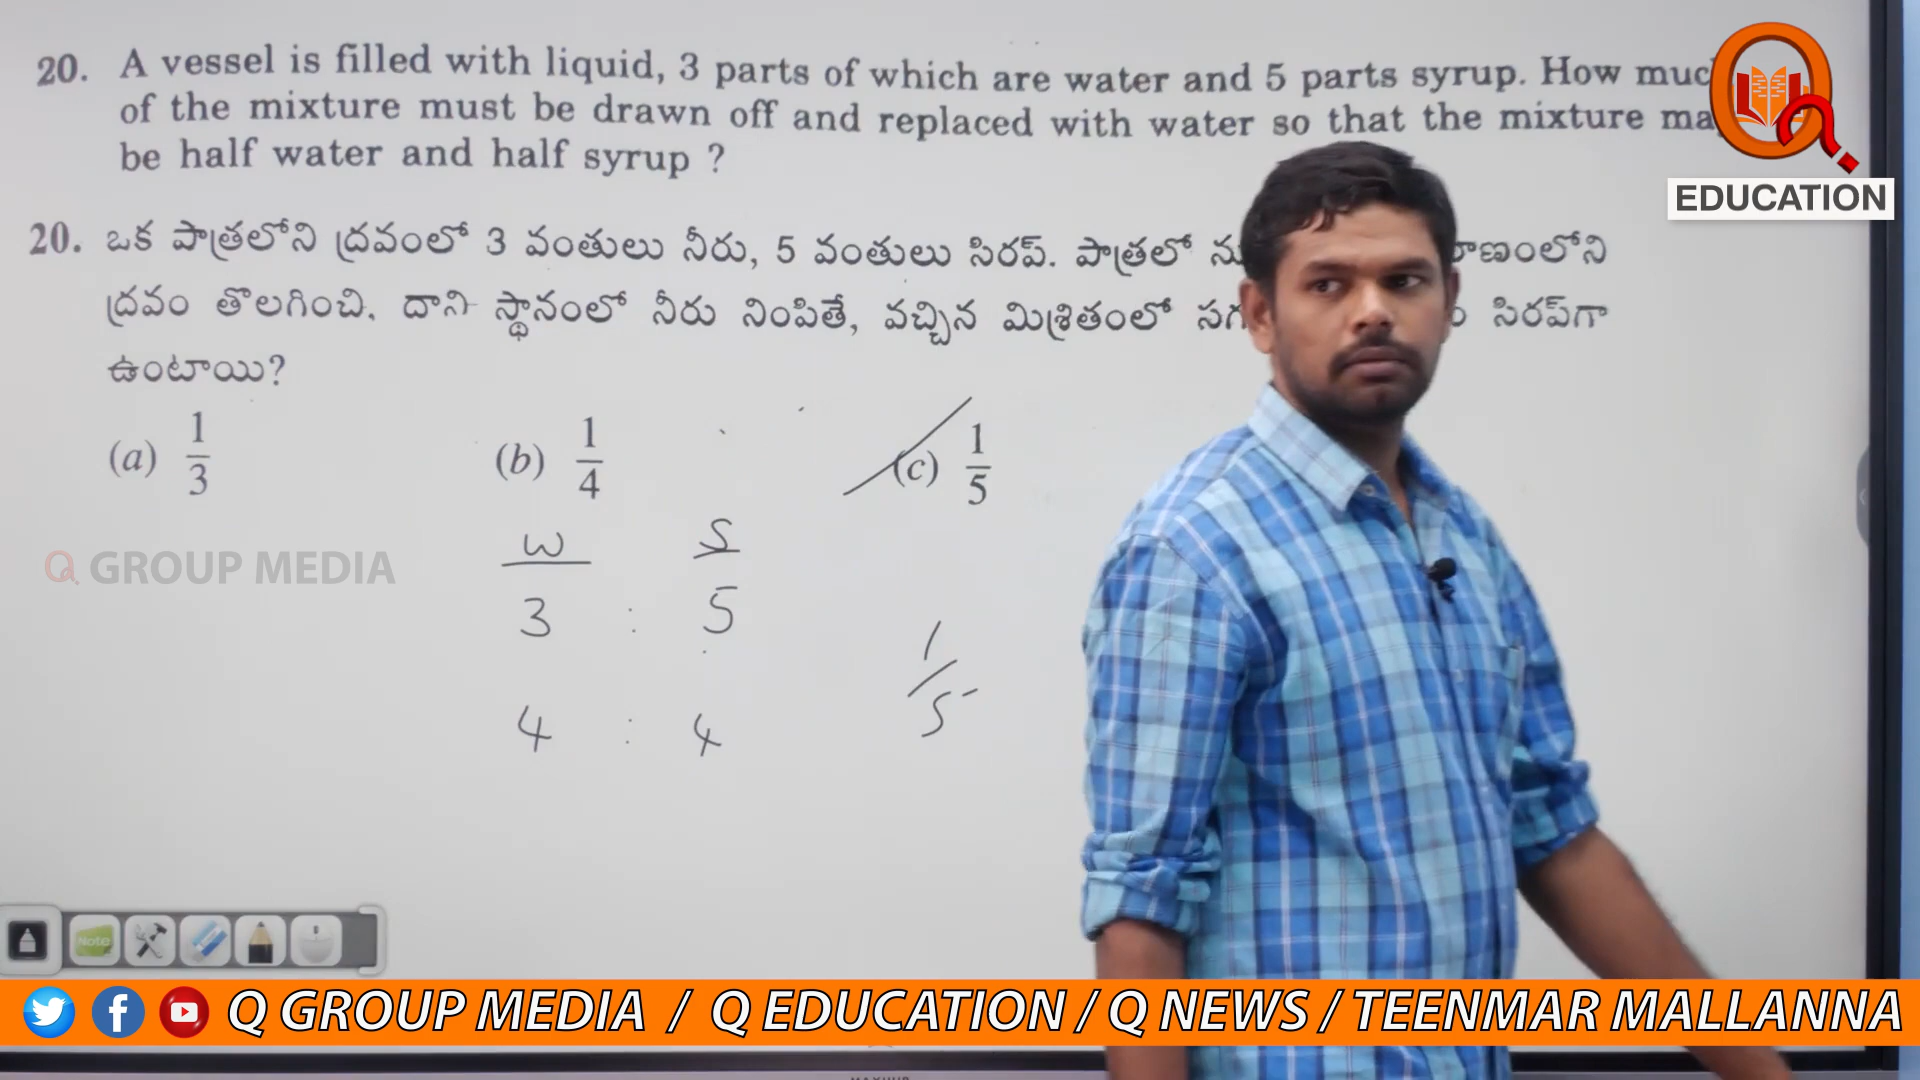 20. A vessel is filled with liquid, 3 parts of which are water and 5 parts syrup. How
of the mixture must be drawn off and replaced with water so that the mixture
be half water and half syrup ?
EDUCATION
20. ఒక పాత్రలోని ద్రవంలో 3 వంతులు నీరు, 5 వంతులు సిరప్. పాత్రలో
ద్రవం తొలగించి, దాని స్థానంలో నీరు నింపితే, వచ్చిన మిశ్రితంలో సిరప్‌గా
ఉంటాయి?
(a) 1/3 (b) 1/4 (c) 1/5
W S
3 : 5
1/5
4 : 4
Q GROUP MEDIA
Note
Q GROUP MEDIA / Q EDUCATION / Q NEWS / TEENMAR MALLANNA